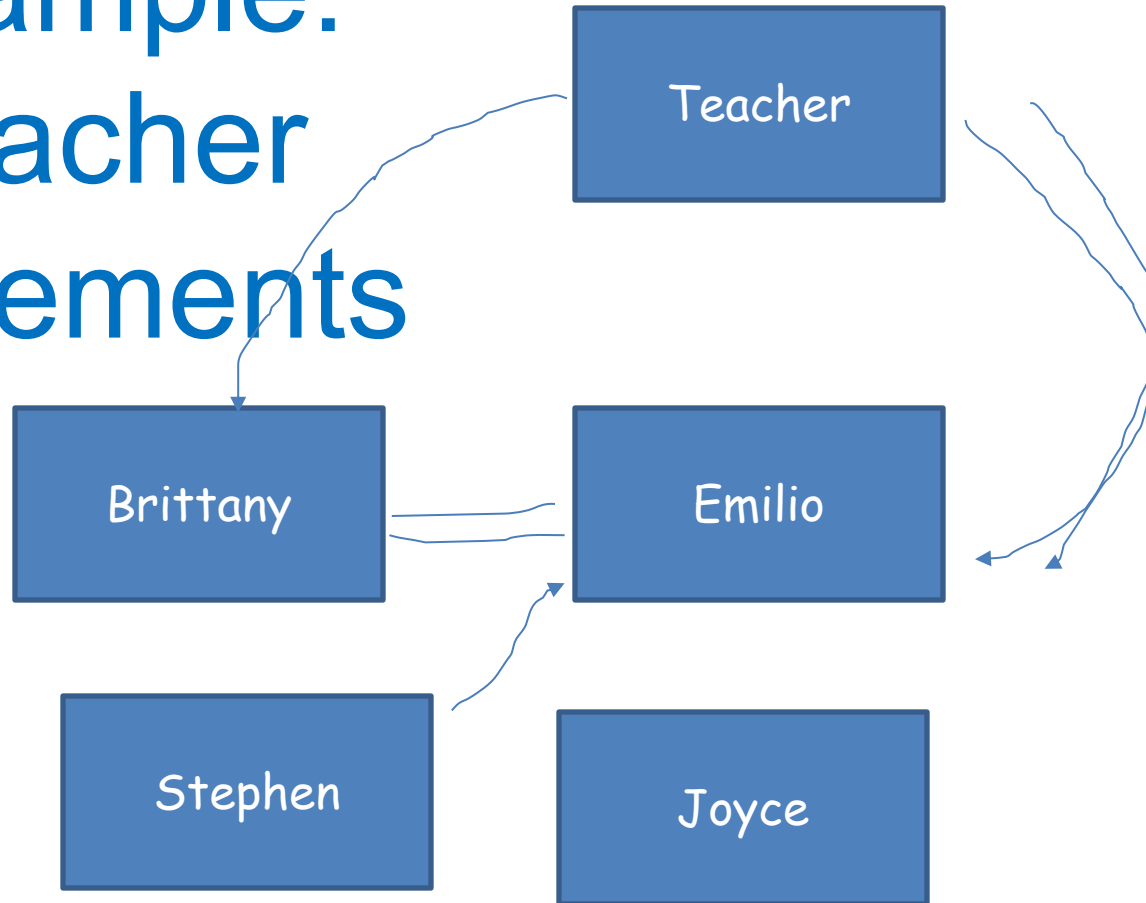 ample:
acher
ements
Teacher
Brittany
Emilio
Stephen
Joyce